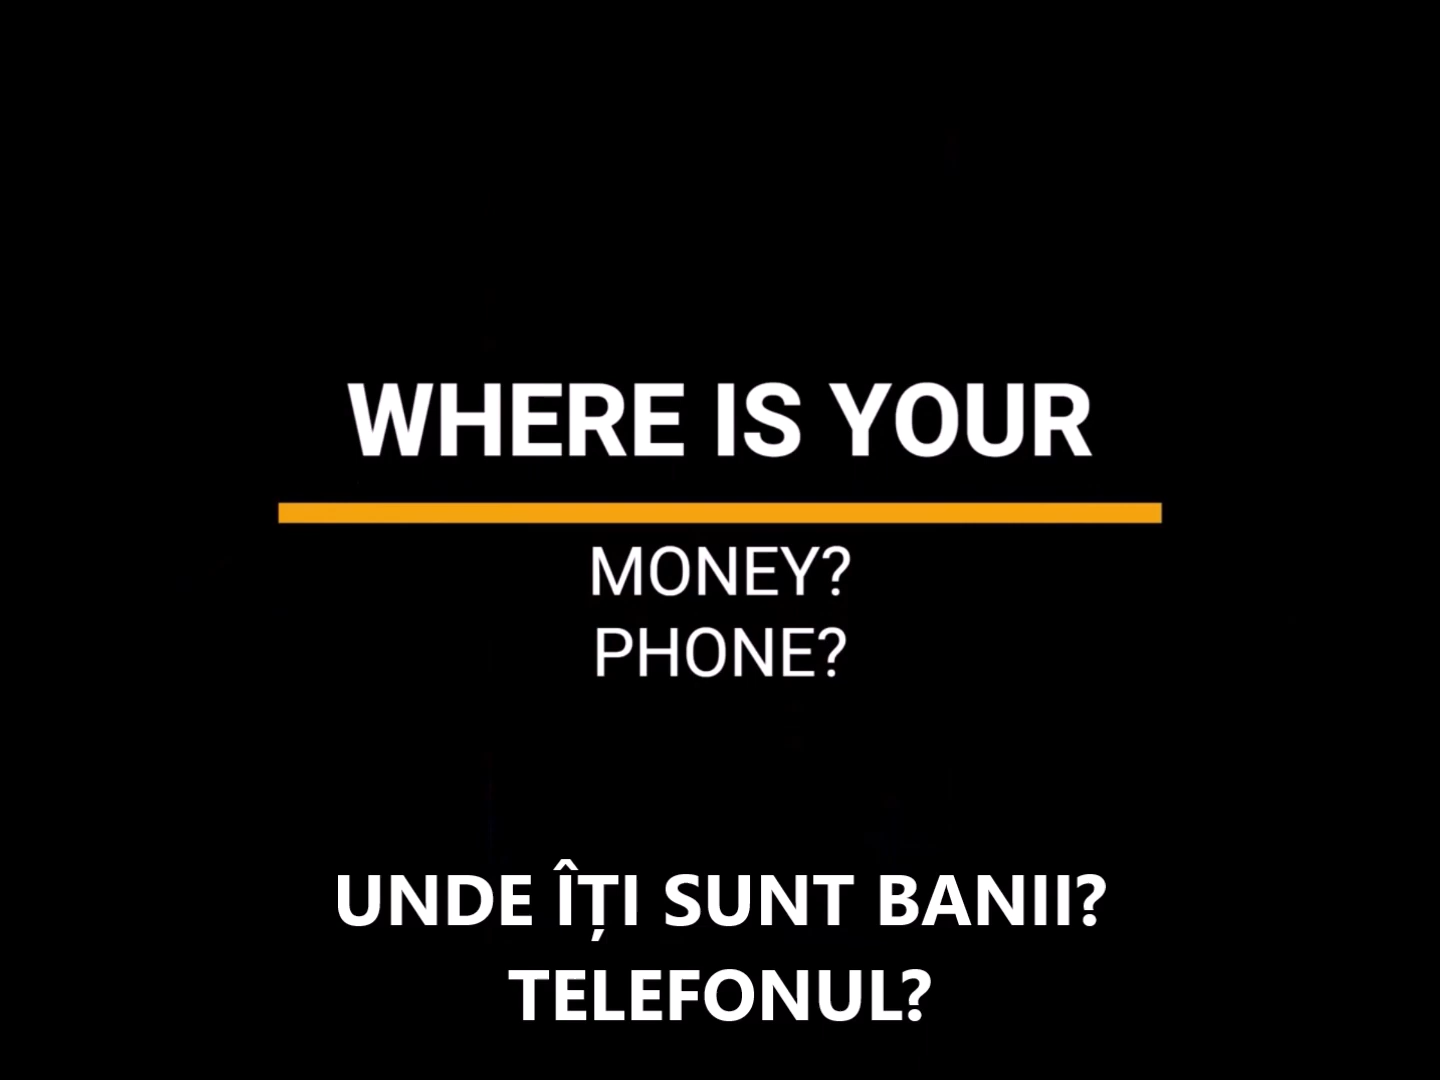 WHERE IS YOUR
MONEY?
PHONE?
UNDE ÎȚI SUNT BANII?
TELEFONUL?